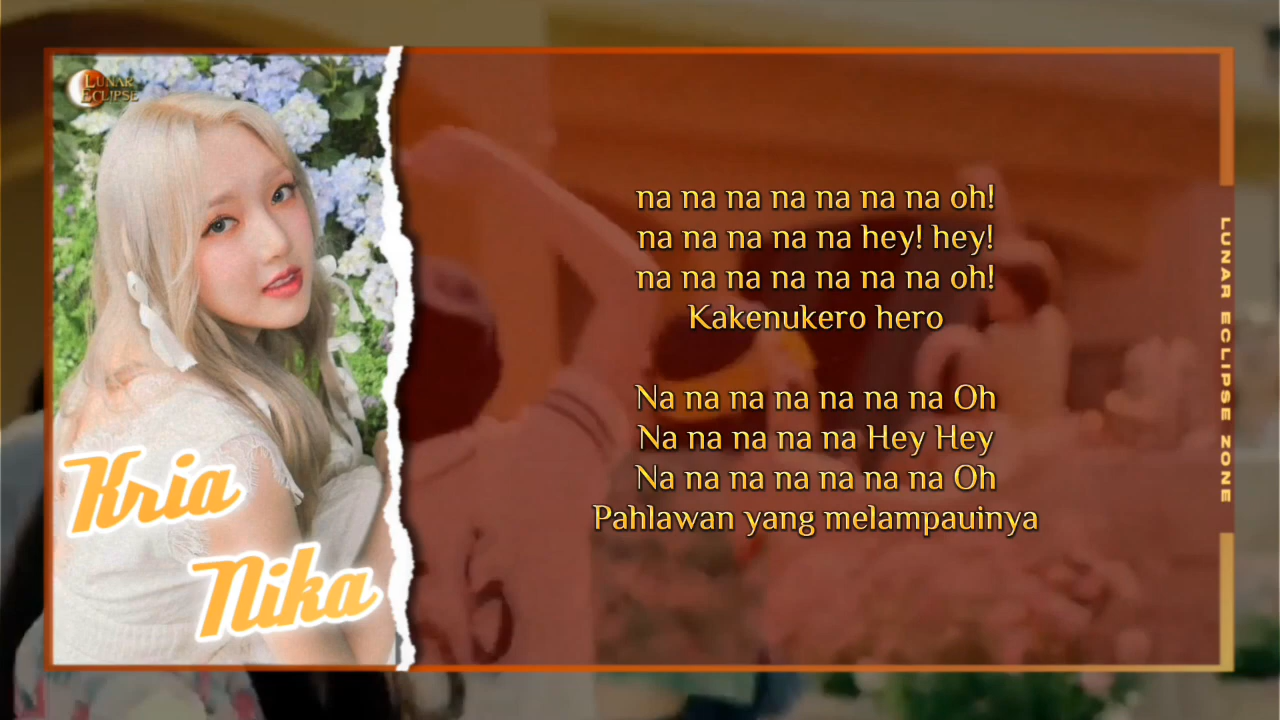 LUNAR
ECLIPSE
na na na na na na na oh!
na na na na na hey! hey!
na na na na na na na oh!
Kakenukero hero
Na na na na na na na Oh
Na na na na na Hey Hey
Na na na na na na na Oh
Pahlawan yang melampauinya
Kria
Nika
LUNAR ECLIPSE ZONE